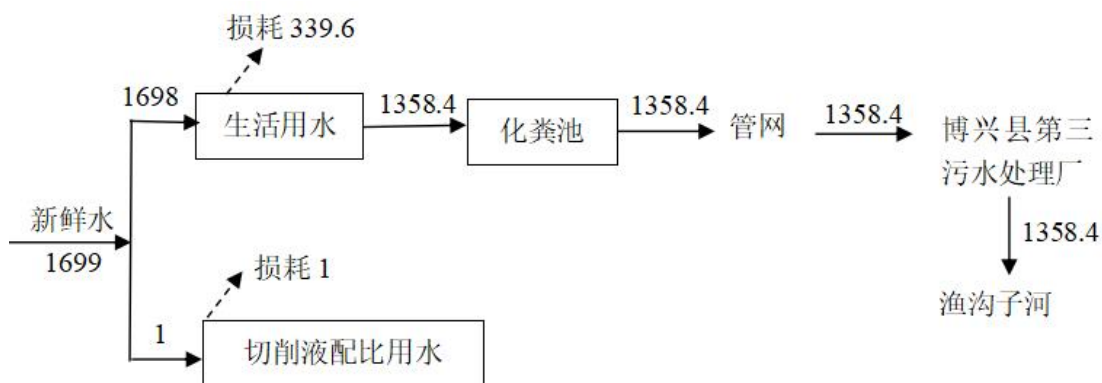 损耗 339.6
1698
生活用水
1358.4
化粪池
1358.4
管网
1358.4
博兴县第三
污水处理厂
新鲜水
1699
1358.4
损耗 1
渔沟子河
1
切削液配比用水